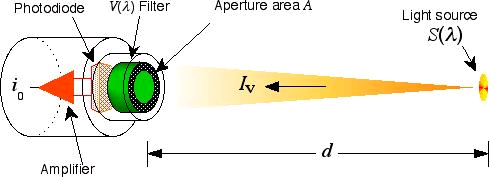 Photodiode
V(λ) Filter
Aperture area A
Light source
S(λ)
i₀
Iᵥ
Amplifier
d